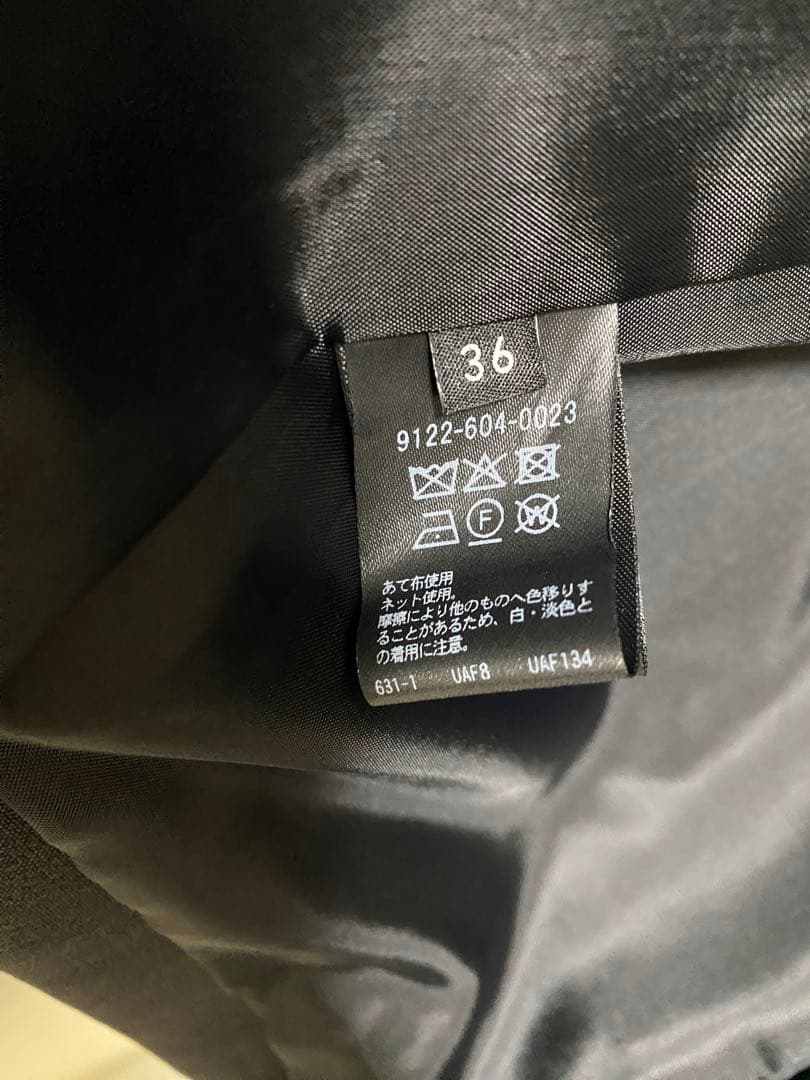 36
9122-604-0023
F
W
あて布使用
ネット使用。
摩擦により他のものへ色移りす
ることがあるため、白・淡色と
の着用に注意。
631-1 UAF8 UAF134